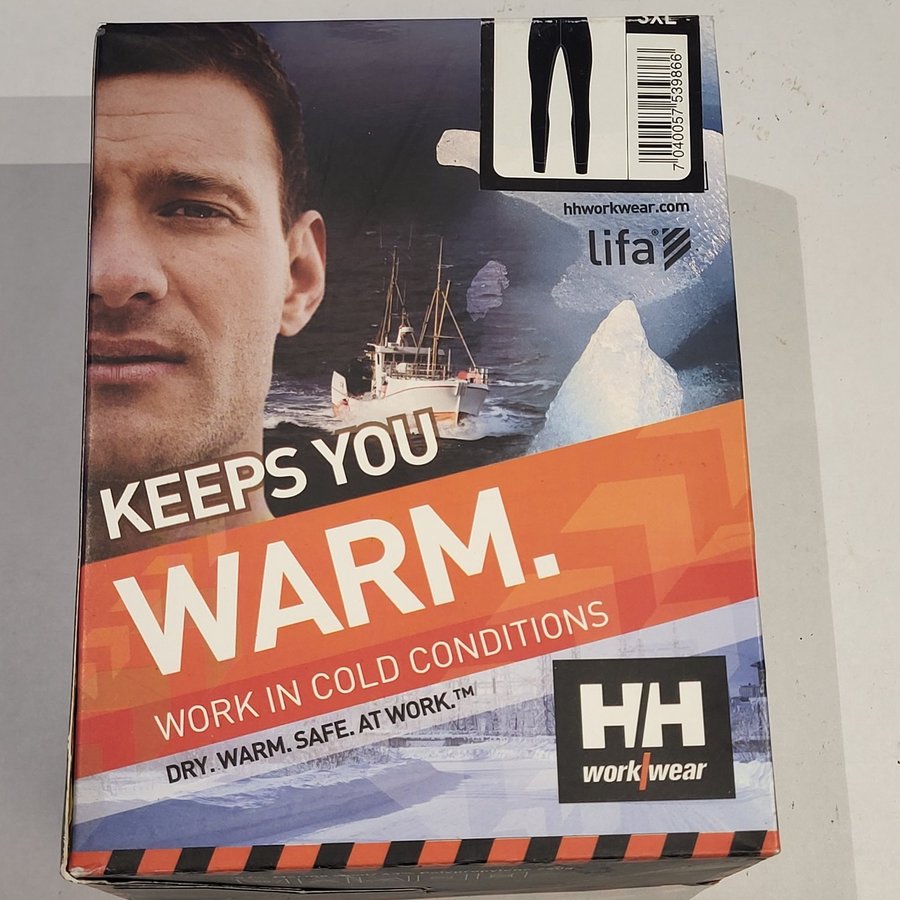 3XL
7 040057 539866
hhworkwear.com
lifa®
KEEPS YOU
WARM.
WORK IN COLD CONDITIONS
DRY. WARM. SAFE. AT WORK.™
H/H
work/wear